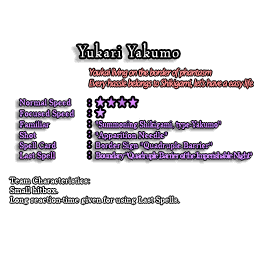 Yukari Yakumo
Youkai living on the border of phantasm
Every hassle belongs to Shikigami, let's have a easy life
Normal Speed : ★★★★
Focused Speed : ★
Familiar : "Summoning Shikigami, type Yakumo"
Shot : "Apparition Needle"
Spell Card : Border Sign "Quadruple Barrier"
Last Spell : Boundary "Quadruple Barrier of the Impenetrable Night"
Team Characteristics:
Small hitbox.
Long reaction-time given for using Last Spells.